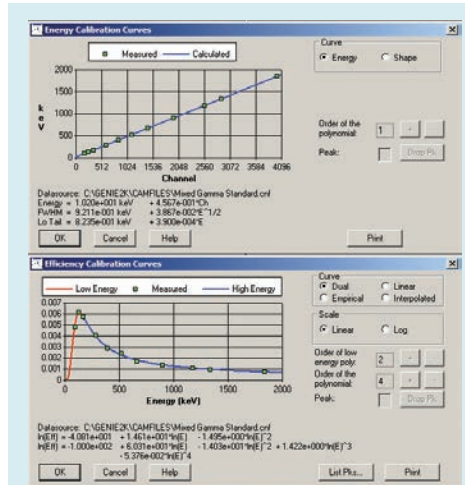 Energy Calibration Curves
Measured Calculated
2000
1500
1000
500
0
keV
0 512 1024 1536 2048 2560 3072 3584 4096
Channel
Curve
Energy Shape
Order of the polynomial: 1 +
Peak: Drop Pk
Datasource: C:\GENIE2K\CAMFILES\Mixed Gamma Standard.cnf
Energy = 1.020e+001 keV + 4.567e-001*Ch
FWHM = 9.211e-001 keV + 3.867e-002*E^1/2
Lo Tail = 8.235e-001 keV + 3.900e-004*E
OK Cancel Help Print
Efficiency Calibration Curves
Low Energy Measured High Energy
0.007
0.006
0.005
0.004
0.003
0.002
0.001
0
0 500 1000 1500 2000
Energy (keV)
Curve
Dual Linear
Empirical Interpolated
Scale
Linear Log
Order of low energy poly: 2
Order of the polynomial: 4
Peak: Drop Pk
Datasource: C:\GENIE2K\CAMFILES\Mixed Gamma Standard.cnf
ln(Eff) = -4.081e+001 + 1.461e+001*ln(E) -1.495e+000*ln(E)^2
ln(Eff) = -1.000e+002 + 6.031e+001*ln(E) -1.403e+001*ln(E)^2 + 1.422e+000*ln(E)^3
- 5.376e-002*ln(E)^4
OK Cancel Help List Pks... Print